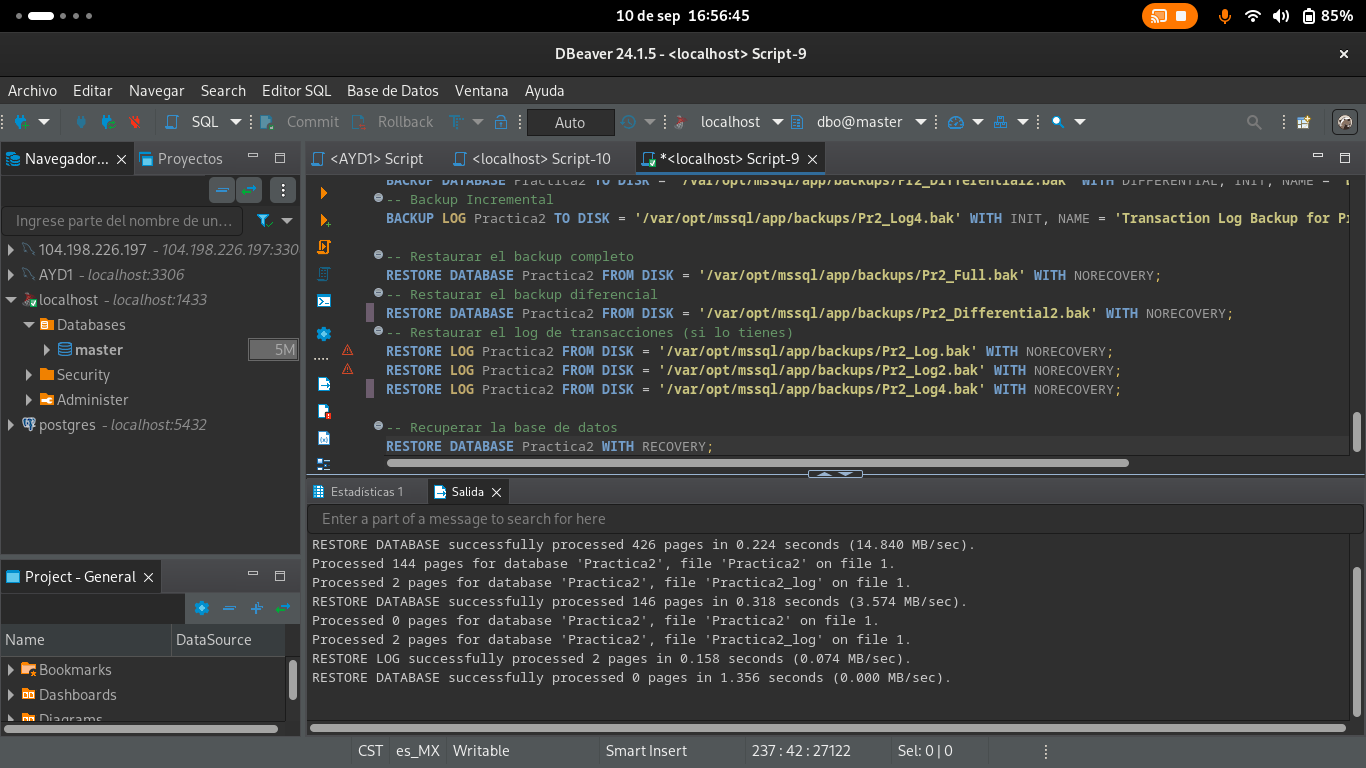 10 de sep 16:56:45
85%
DBeaver 24.1.5 - <localhost> Script-9
Archivo Editar Navegar Search Editor SQL Base de Datos Ventana Ayuda
SQL Commit Rollback Auto localhost dbo@master
Navegador... Proyectos
Ingrese parte del nombre de un...
104.198.226.197 - 104.198.226.197:330
AYD1 - localhost:3306
localhost - localhost:1433
Databases
master 5M
Security
Administer
postgres - localhost:5432
Project - General
Name DataSource
Bookmarks
Dashboards
Diagrams
<AYD1> Script <localhost> Script-10 *<localhost> Script-9
BACKUP DATABASE Practica2 TO DISK = '/var/opt/mssql/app/backups/Pr2_Differential2.bak' WITH DIFFERENTIAL, INIT, NAME =
-- Backup Incremental
BACKUP LOG Practica2 TO DISK = '/var/opt/mssql/app/backups/Pr2_Log4.bak' WITH INIT, NAME = 'Transaction Log Backup for Pr
-- Restaurar el backup completo
RESTORE DATABASE Practica2 FROM DISK = '/var/opt/mssql/app/backups/Pr2_Full.bak' WITH NORECOVERY;
-- Restaurar el backup diferencial
RESTORE DATABASE Practica2 FROM DISK = '/var/opt/mssql/app/backups/Pr2_Differential2.bak' WITH NORECOVERY;
-- Restaurar el log de transacciones (si lo tienes)
RESTORE LOG Practica2 FROM DISK = '/var/opt/mssql/app/backups/Pr2_Log.bak' WITH NORECOVERY;
RESTORE LOG Practica2 FROM DISK = '/var/opt/mssql/app/backups/Pr2_Log2.bak' WITH NORECOVERY;
RESTORE LOG Practica2 FROM DISK = '/var/opt/mssql/app/backups/Pr2_Log4.bak' WITH NORECOVERY;
-- Recuperar la base de datos
RESTORE DATABASE Practica2 WITH RECOVERY;
Estadísticas 1 Salida
Enter a part of a message to search for here
RESTORE DATABASE successfully processed 426 pages in 0.224 seconds (14.840 MB/sec).
Processed 144 pages for database 'Practica2', file 'Practica2' on file 1.
Processed 2 pages for database 'Practica2', file 'Practica2_log' on file 1.
RESTORE DATABASE successfully processed 146 pages in 0.318 seconds (3.574 MB/sec).
Processed 0 pages for database 'Practica2', file 'Practica2' on file 1.
Processed 2 pages for database 'Practica2', file 'Practica2_log' on file 1.
RESTORE LOG successfully processed 2 pages in 0.158 seconds (0.074 MB/sec).
RESTORE DATABASE successfully processed 0 pages in 1.356 seconds (0.000 MB/sec).
CST es_MX Writable Smart Insert 237 : 42 : 27122 Sel: 0 | 0